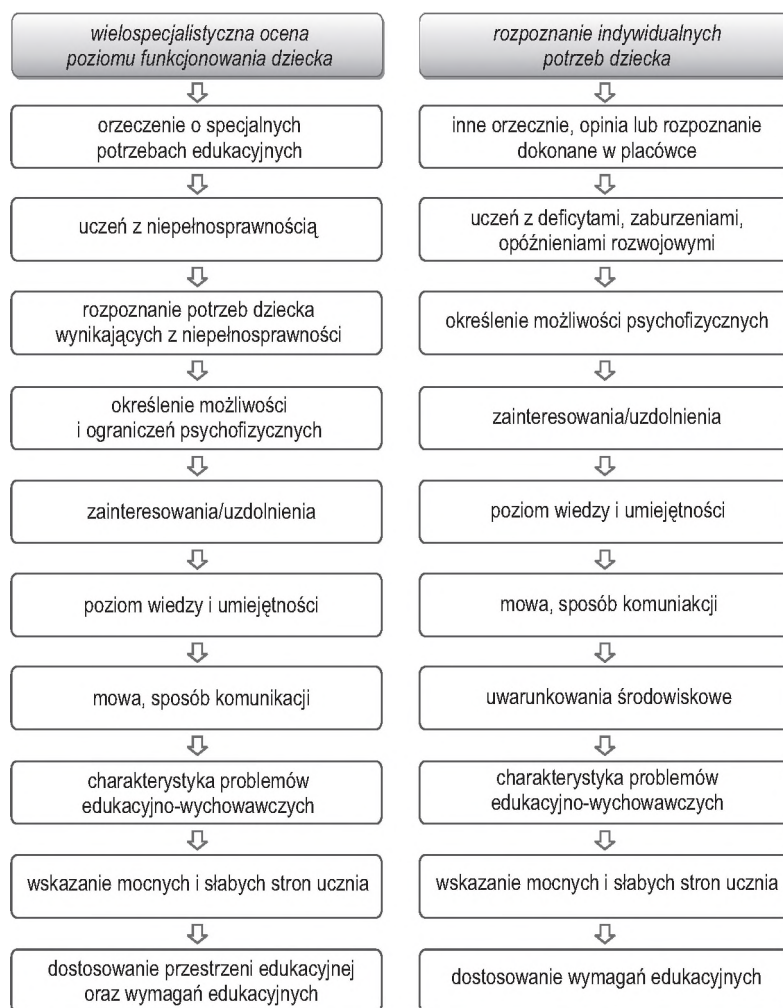 wielospecjalistyczna ocena
poziomu funkcjonowania dziecka
orzeczenie o specjalnych
potrzebach edukacyjnych
uczeń z niepełnosprawnością
rozpoznanie potrzeb dziecka
wynikających z niepełnosprawności
określenie możliwości
i ograniczeń psychofizycznych
zainteresowania/uzdolnienia
poziom wiedzy i umiejętności
mowa, sposób komunikacji
charakterystyka problemów
edukacyjno-wychowawczych
wskazanie mocnych i słabych stron ucznia
dostosowanie przestrzeni edukacyjnej
oraz wymagań edukacyjnych
rozpoznanie indywidualnych
potrzeb dziecka
inne orzecznie, opinia lub rozpoznanie
dokonane w placówce
uczeń z deficytami, zaburzeniami,
opóźnieniami rozwojowymi
określenie możliwości psychofizycznych
zainteresowania/uzdolnienia
poziom wiedzy i umiejętności
mowa, sposób komuniakcji
uwarunkowania środowiskowe
charakterystyka problemów
edukacyjno-wychowawczych
wskazanie mocnych i słabych stron ucznia
dostosowanie wymagań edukacyjnych